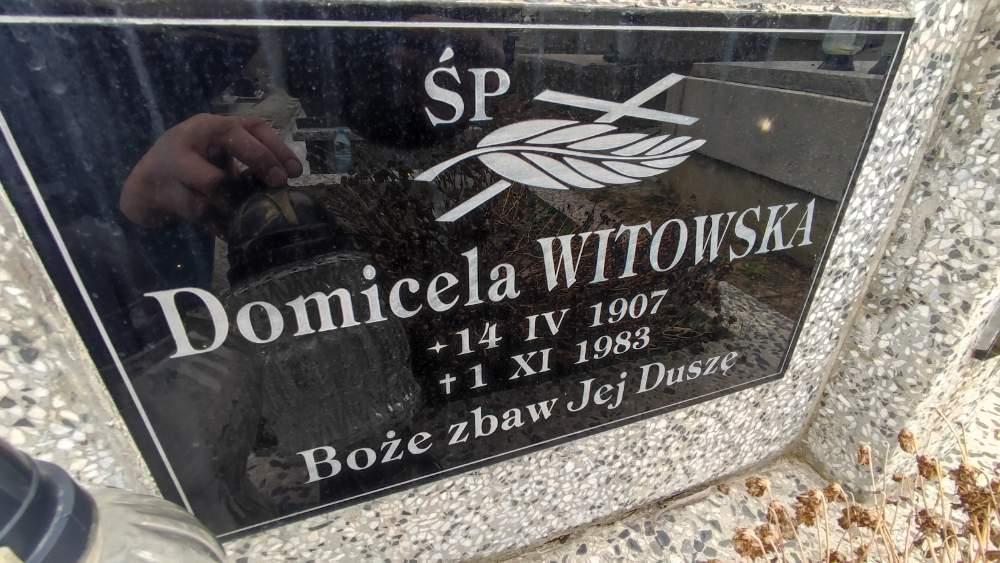 ŚP
Domicela WITOWSKA
✦14 IV 1907
✝1 XI 1983
Boże zbaw Jej Duszę